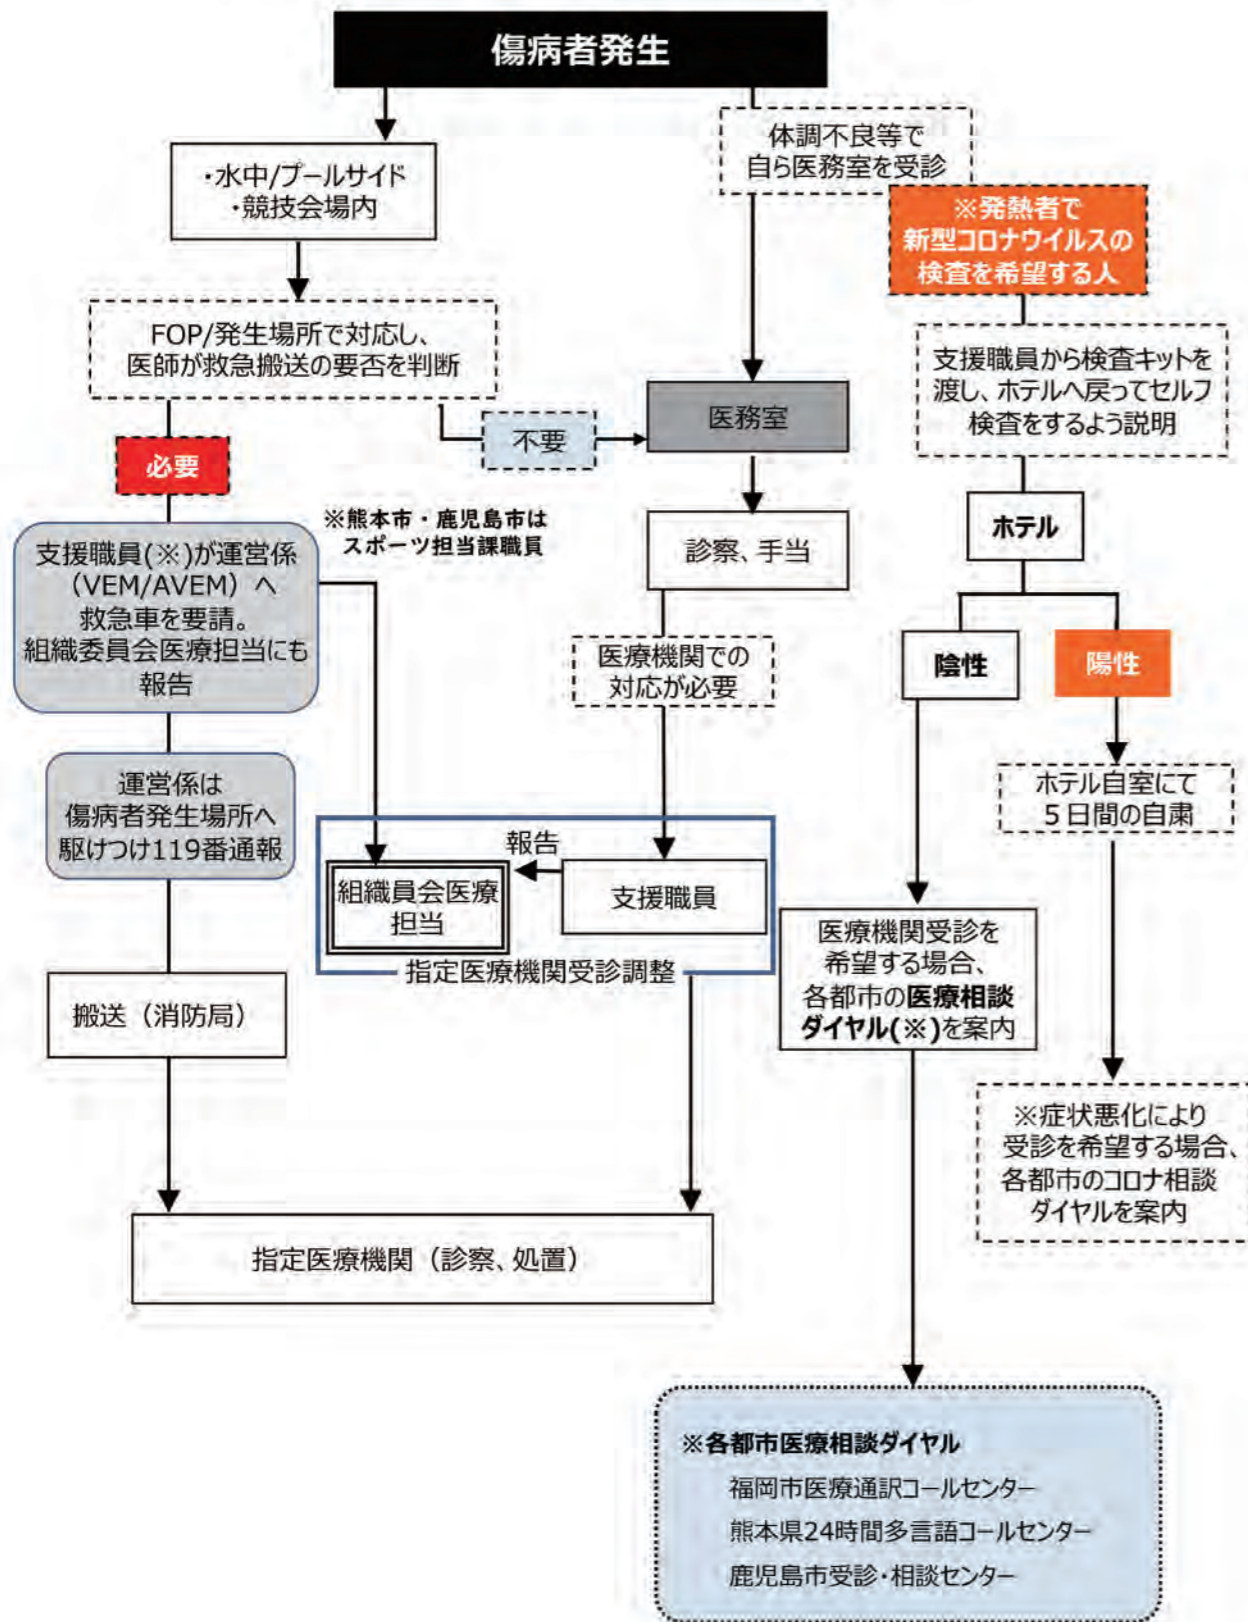 傷病者発生
・水中/プールサイド
・競技会場内
体調不良等で
自ら医務室を受診
※発熱者で
新型コロナウイルスの
検査を希望する人
FOP/発生場所で対応し、
医師が救急搬送の要否を判断
支援職員から検査キットを
渡し、ホテルへ戻ってセルフ
検査をするよう説明
医務室
不要
必要
※熊本市・鹿児島市は
スポーツ担当課職員
ホテル
支援職員(※)が運営係
（VEM/AVEM）へ
救急車を要請。
組織委員会医療担当にも
報告
診察、手当
医療機関での
対応が必要
陰性
陽性
運営係は
傷病者発生場所へ
駆けつけ119番通報
ホテル自室にて
５日間の自粛
報告
組織員会医療
担当
支援職員
指定医療機関受診調整
医療機関受診を
希望する場合、
各都市の医療相談
ダイヤル(※)を案内
搬送（消防局）
※症状悪化により
受診を希望する場合、
各都市のコロナ相談
ダイヤルを案内
指定医療機関（診察、処置）
※各都市医療相談ダイヤル
福岡市医療通訳コールセンター
熊本県24時間多言語コールセンター
鹿児島市受診・相談センター